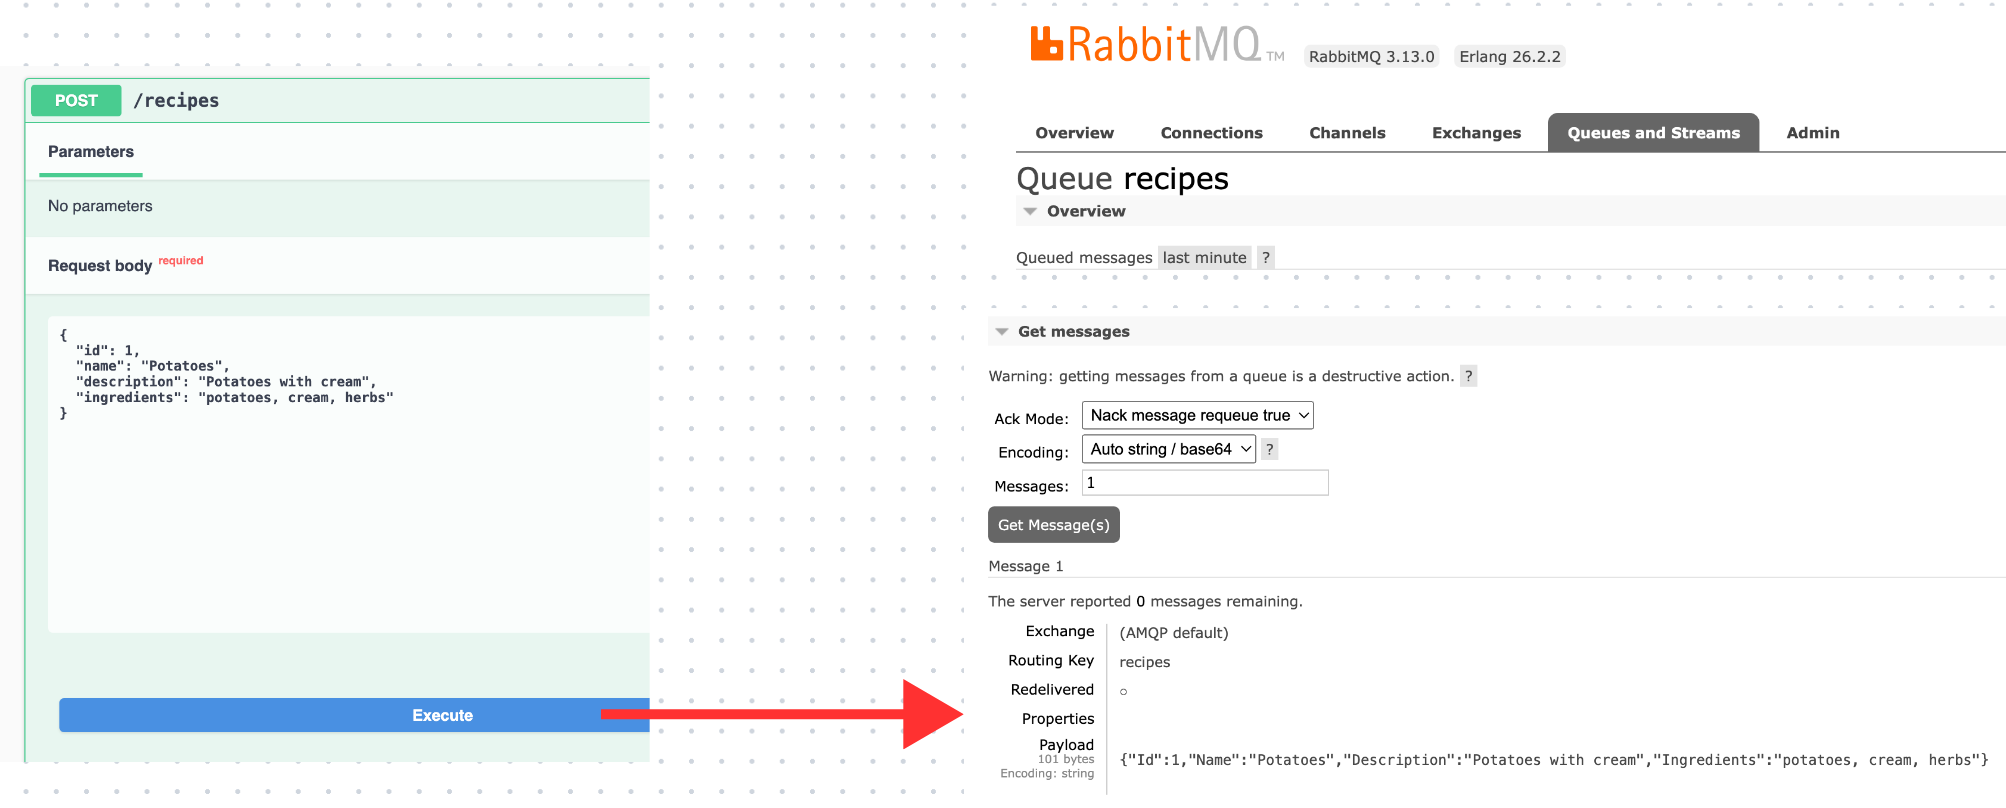 POST /recipes
Parameters
No parameters
Request body required
{
"id": 1,
"name": "Potatoes",
"description": "Potatoes with cream",
"ingredients": "potatoes, cream, herbs"
}
Execute
RabbitMQ TM RabbitMQ 3.13.0 Erlang 26.2.2
Overview Connections Channels Exchanges Queues and Streams Admin
Queue recipes
Overview
Queued messages last minute ?
Get messages
Warning: getting messages from a queue is a destructive action. ?
Ack Mode: Nack message requeue true
Encoding: Auto string / base64 ?
Messages: 1
Get Message(s)
Message 1
The server reported 0 messages remaining.
Exchange (AMQP default)
Routing Key recipes
Redelivered ○
Properties
Payload
101 bytes
Encoding: string
{"Id":1,"Name":"Potatoes","Description":"Potatoes with cream","Ingredients":"potatoes, cream, herbs"}